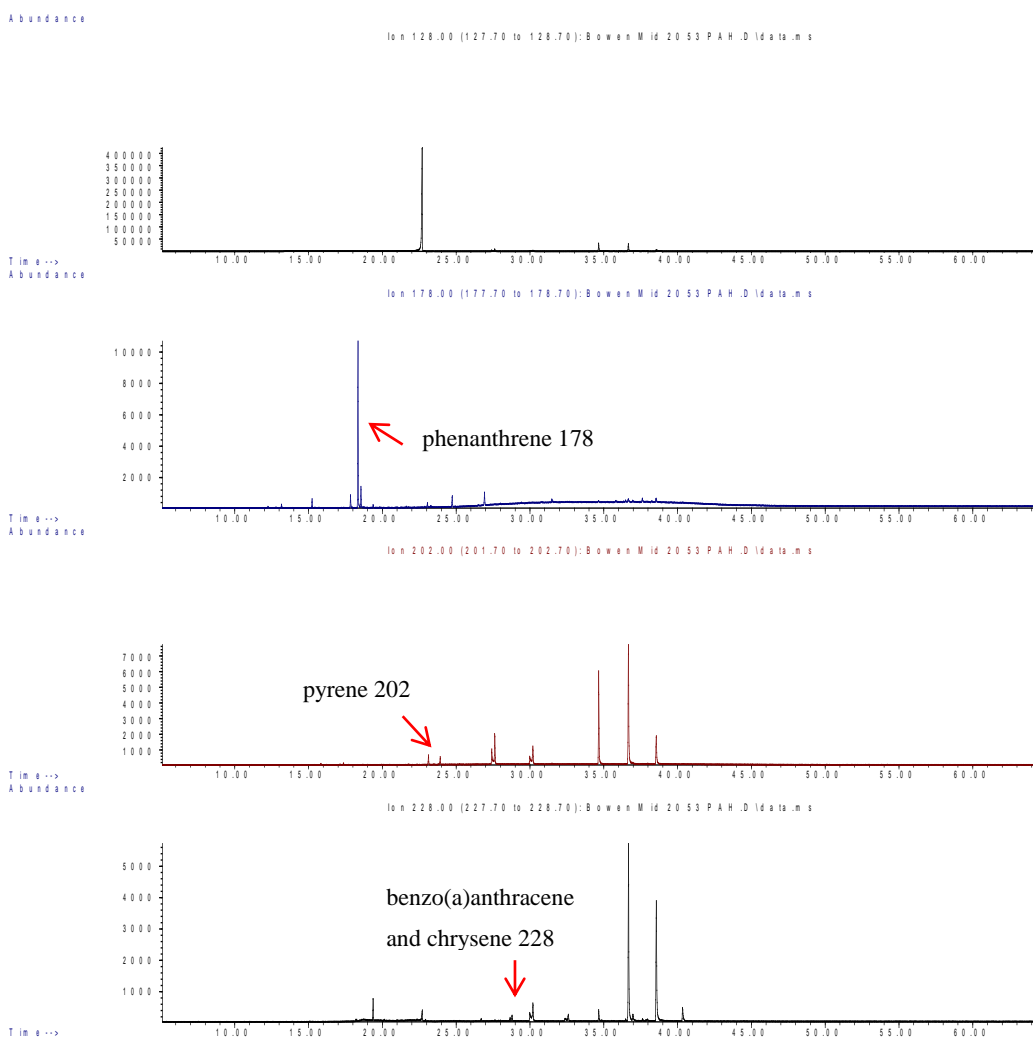 Abundance
Ion 128.00 (127.70 to 128.70): Bowen Mid 2053 PAH.D\data.ms
400000
350000
300000
250000
200000
150000
100000
50000
10.00 15.00 20.00 25.00 30.00 35.00 40.00 45.00 50.00 55.00 60.00
Time-->
Abundance
Ion 178.00 (177.70 to 178.70): Bowen Mid 2053 PAH.D\data.ms
10000
8000
6000
4000
2000
phenanthrene 178
10.00 15.00 20.00 25.00 30.00 35.00 40.00 45.00 50.00 55.00 60.00
Time-->
Abundance
Ion 202.00 (201.70 to 202.70): Bowen Mid 2053 PAH.D\data.ms
7000
6000
5000
4000
3000
2000
1000
pyrene 202
10.00 15.00 20.00 25.00 30.00 35.00 40.00 45.00 50.00 55.00 60.00
Time-->
Abundance
Ion 228.00 (227.70 to 228.70): Bowen Mid 2053 PAH.D\data.ms
5000
4000
3000
2000
1000
benzo(a)anthracene
and chrysene 228
10.00 15.00 20.00 25.00 30.00 35.00 40.00 45.00 50.00 55.00 60.00
Time-->